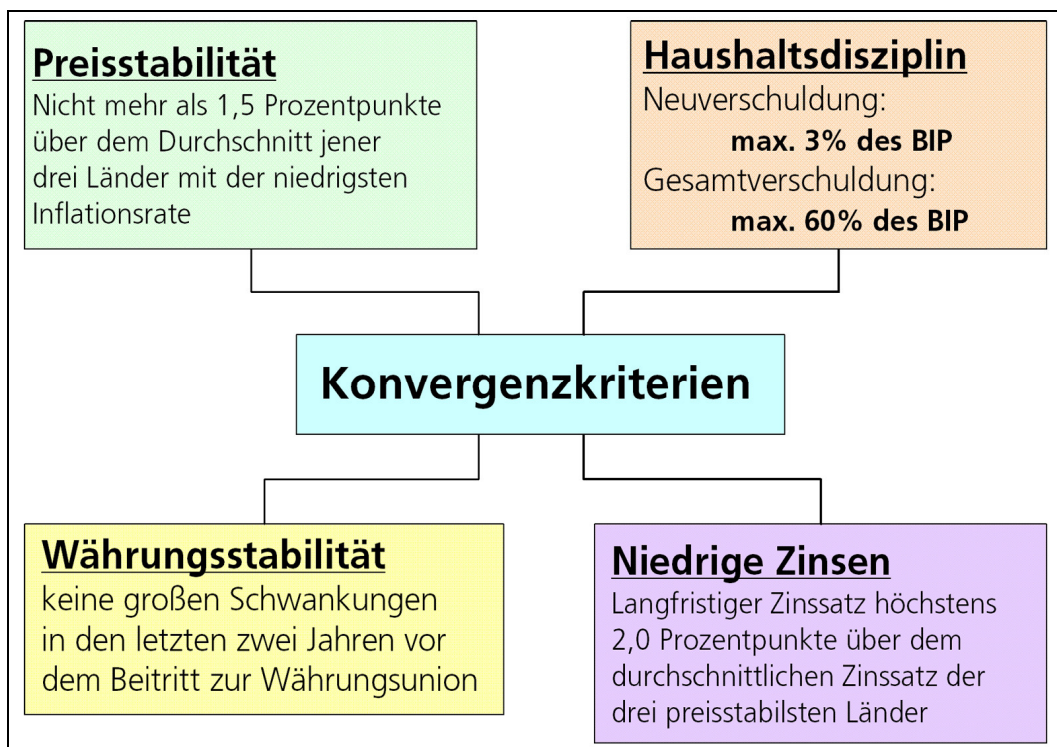 Preisstabilität
Nicht mehr als 1,5 Prozentpunkte
über dem Durchschnitt jener
drei Länder mit der niedrigsten
Inflationsrate
Haushaltsdisziplin
Neuverschuldung:
max. 3% des BIP
Gesamtverschuldung:
max. 60% des BIP
Konvergenzkriterien
Währungsstabilität
keine großen Schwankungen
in den letzten zwei Jahren vor
dem Beitritt zur Währungsunion
Niedrige Zinsen
Langfristiger Zinssatz höchstens
2,0 Prozentpunkte über dem
durchschnittlichen Zinssatz der
drei preisstabilsten Länder